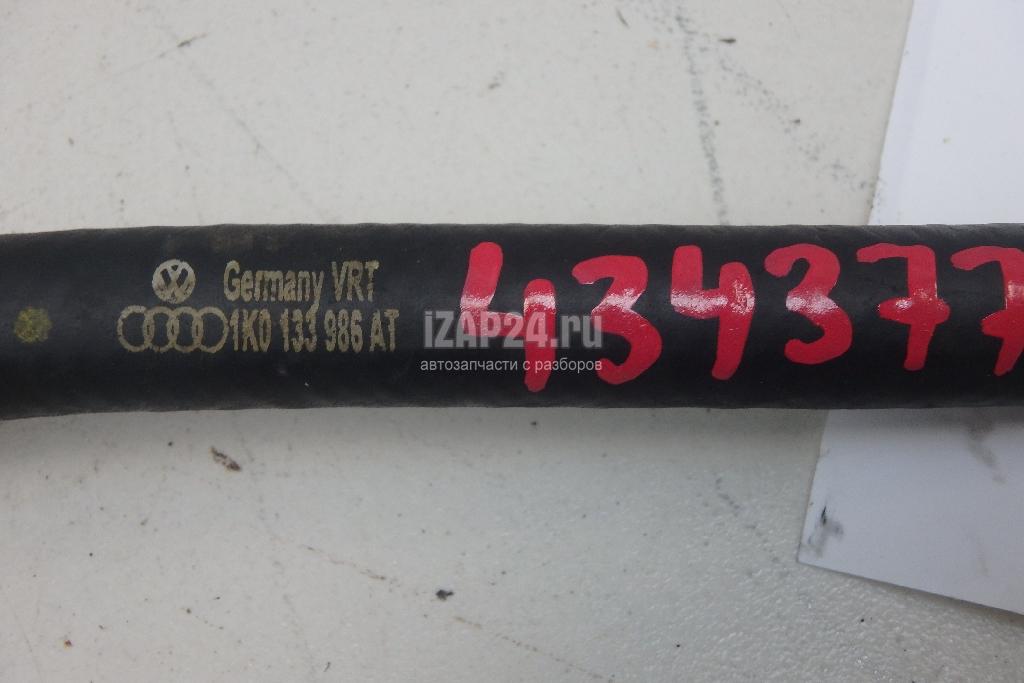 Germany VRT
1K0 133 986 AT
434377
iZAP24.ru
автозапчасти с разборов